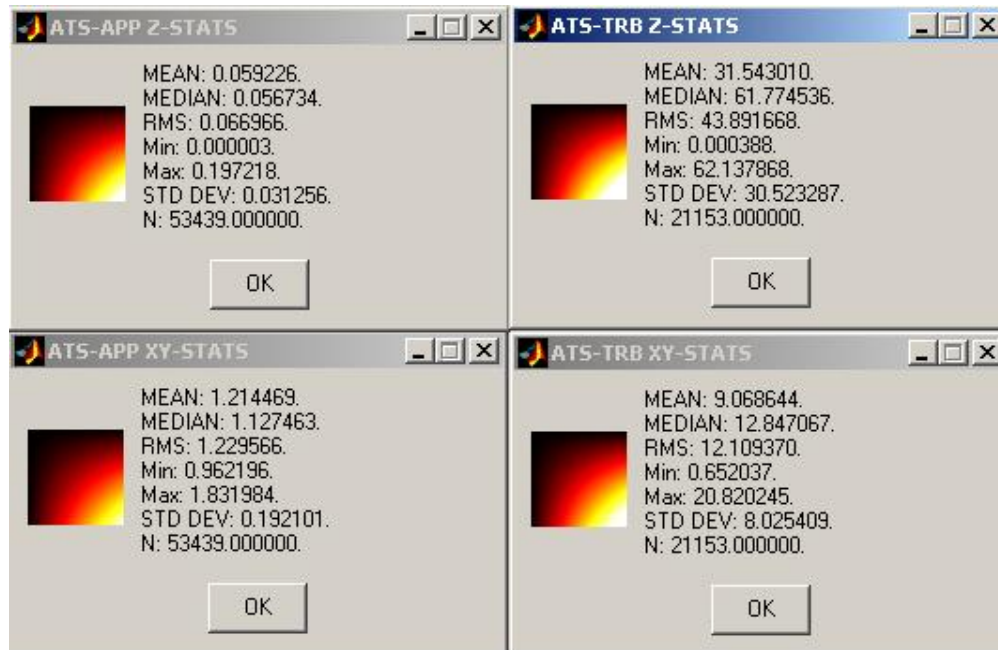 ATS-APP Z-STATS
MEAN: 0.059226.
MEDIAN: 0.056734.
RMS: 0.066966.
Min: 0.000003.
Max: 0.197218.
STD DEV: 0.031256.
N: 53439.000000.
OK
ATS-TRB Z-STATS
MEAN: 31.543010.
MEDIAN: 61.774536.
RMS: 43.891668.
Min: 0.000388.
Max: 62.137868.
STD DEV: 30.523287.
N: 21153.000000.
OK
ATS-APP XY-STATS
MEAN: 1.214469.
MEDIAN: 1.127463.
RMS: 1.229566.
Min: 0.962196.
Max: 1.831984.
STD DEV: 0.192101.
N: 53439.000000.
OK
ATS-TRB XY-STATS
MEAN: 9.068644.
MEDIAN: 12.847067.
RMS: 12.109370.
Min: 0.652037.
Max: 20.820245.
STD DEV: 8.025409.
N: 21153.000000.
OK